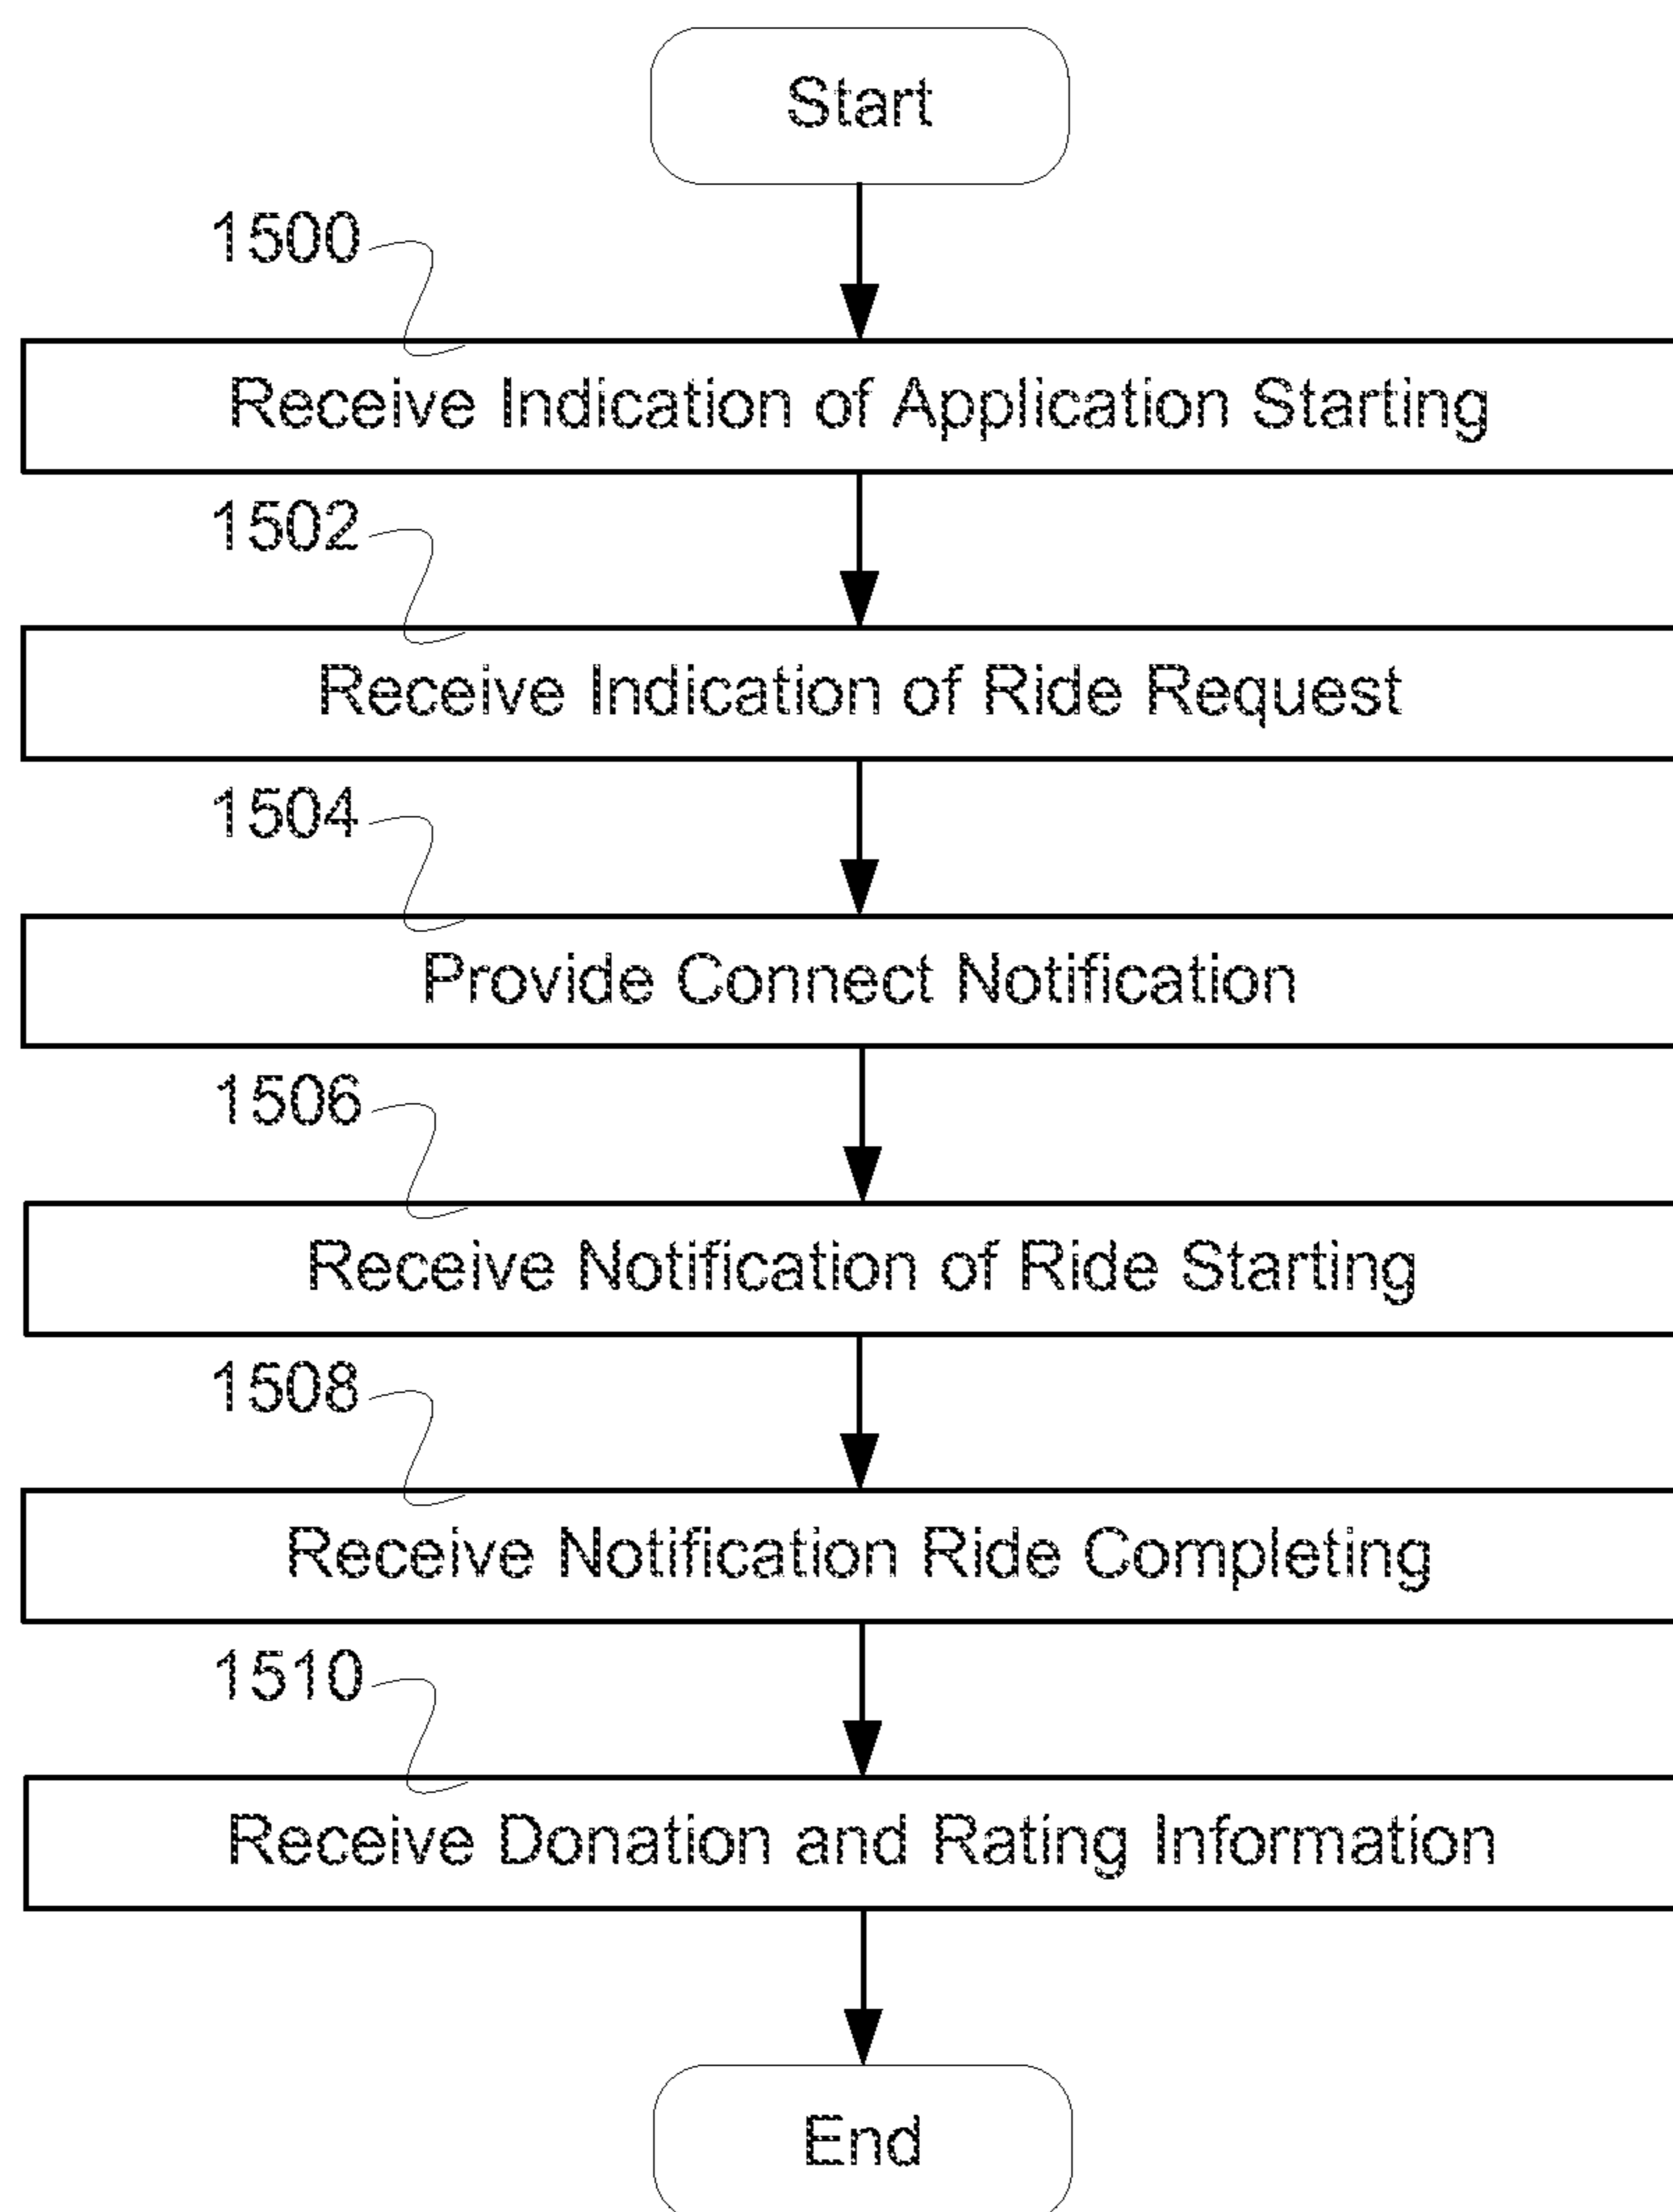 Start
1500
Receive Indication of Application Starting
1502
Receive Indication of Ride Request
1504
Provide Connect Notification
1506
Receive Notification of Ride Starting
1508
Receive Notification Ride Completing
1510
Receive Donation and Rating Information
End